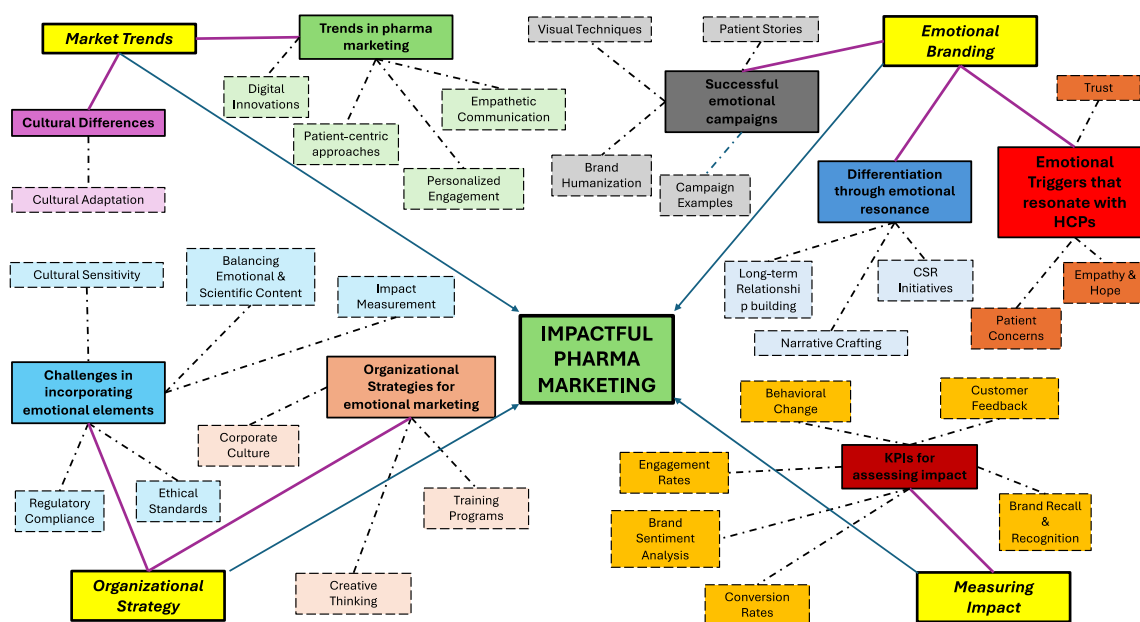 Market Trends
Trends in pharma
marketing
Visual Techniques
Patient Stories
Emotional
Branding
Digital
Innovations
Successful
emotional
campaigns
Trust
Cultural Differences
Empathetic
Communication
Patient-centric
approaches
Brand
Humanization
Differentiation
through emotional
resonance
Emotional
Triggers that
resonate with
HCPs
Personalized
Engagement
Campaign
Examples
Cultural Adaptation
Cultural Sensitivity
Balancing
Emotional &
Scientific Content
Impact
Measurement
Long-term
Relationshi
p building
CSR
Initiatives
Empathy &
Hope
Patient
Concerns
Narrative Crafting
IMPACTFUL
PHARMA
MARKETING
Challenges in
incorporating
emotional elements
Organizational
Strategies for
emotional marketing
Behavioral
Change
Customer
Feedback
Corporate
Culture
KPIs for
assessing impact
Engagement
Rates
Regulatory
Compliance
Ethical
Standards
Training
Programs
Brand
Sentiment
Analysis
Brand Recall
&
Recognition
Organizational
Strategy
Creative
Thinking
Conversion
Rates
Measuring
Impact